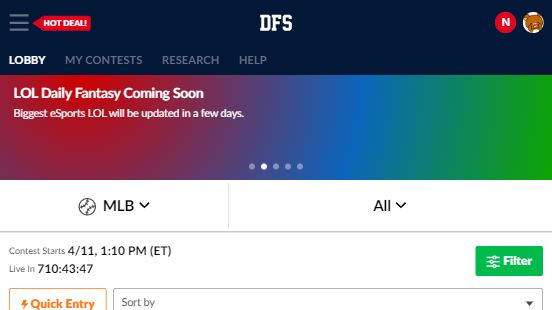 HOT DEAL!
DFS
N
LOBBY MY CONTESTS RESEARCH HELP
LOL Daily Fantasy Coming Soon
Biggest eSports LOL will be updated in a few days.
MLB All
Contest Starts 4/11, 1:10 PM (ET)
Live In 710:43:47
Filter
Quick Entry Sort by